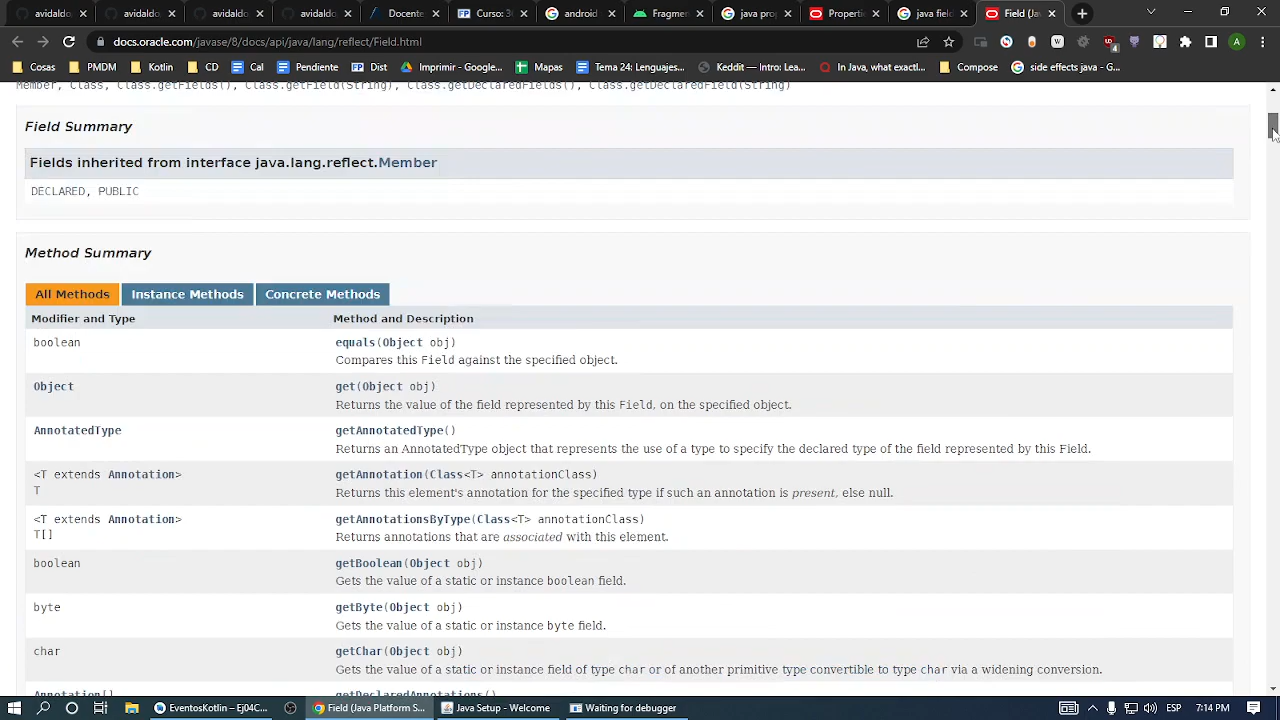 avidaldo
avidaldo
avidaldo
avidaldo
Docente
Curso: 3
android
Fragmen
java prop
Propertie
java field
Field (Jav
docs.oracle.com/javase/8/docs/api/java/lang/reflect/Field.html
Cosas PMDM Kotlin CD Cal Pendiente Dist Imprimir - Google... Mapas Tema 24: Lenguajes... Keddit — Intro: Lea... In Java, what exactl... Compose side effects java - G...
Member, Class, Class.getFields(), Class.getField(String), Class.getDeclaredFields(), Class.getDeclaredField(String)
Field Summary
Fields inherited from interface java.lang.reflect.Member
DECLARED, PUBLIC
Method Summary
All Methods Instance Methods Concrete Methods
Modifier and Type Method and Description
boolean equals(Object obj)
Compares this Field against the specified object.
Object get(Object obj)
Returns the value of the field represented by this Field, on the specified object.
AnnotatedType getAnnotatedType()
Returns an AnnotatedType object that represents the use of a type to specify the declared type of the field represented by this Field.
<T extends Annotation> getAnnotation(Class<T> annotationClass)
T Returns this element's annotation for the specified type if such an annotation is present, else null.
<T extends Annotation> getAnnotationsByType(Class<T> annotationClass)
T[] Returns annotations that are associated with this element.
boolean getBoolean(Object obj)
Gets the value of a static or instance boolean field.
byte getByte(Object obj)
Gets the value of a static or instance byte field.
char getChar(Object obj)
Gets the value of a static or instance field of type char or of another primitive type convertible to type char via a widening conversion.
Annotation[] getDeclaredAnnotations()
EventosKotlin – Ej04C... Field (Java Platform S... Java Setup - Welcome Waiting for debugger ESP 7:14 PM